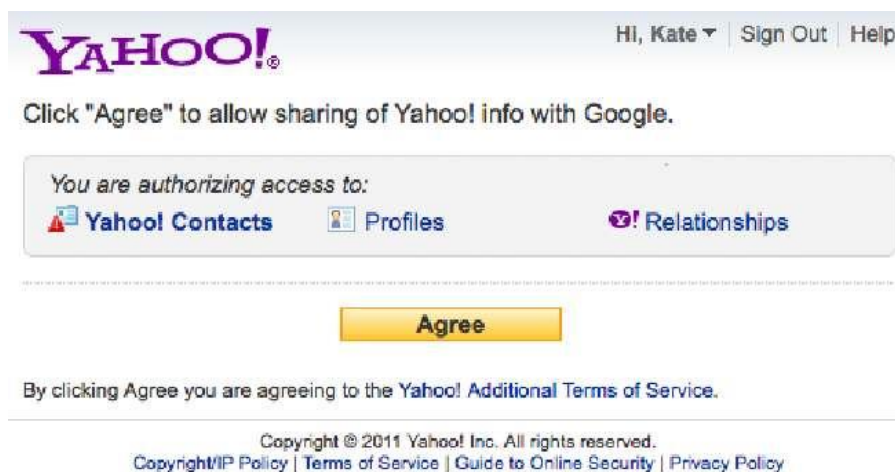 YAHOO!®
Hi, Kate ▾ | Sign Out | Help
Click "Agree" to allow sharing of Yahoo! info with Google.
You are authorizing access to:
Yahoo! Contacts Profiles Y! Relationships
Agree
By clicking Agree you are agreeing to the Yahoo! Additional Terms of Service.
Copyright © 2011 Yahoo! Inc. All rights reserved.
Copyright/IP Policy | Terms of Service | Guide to Online Security | Privacy Policy